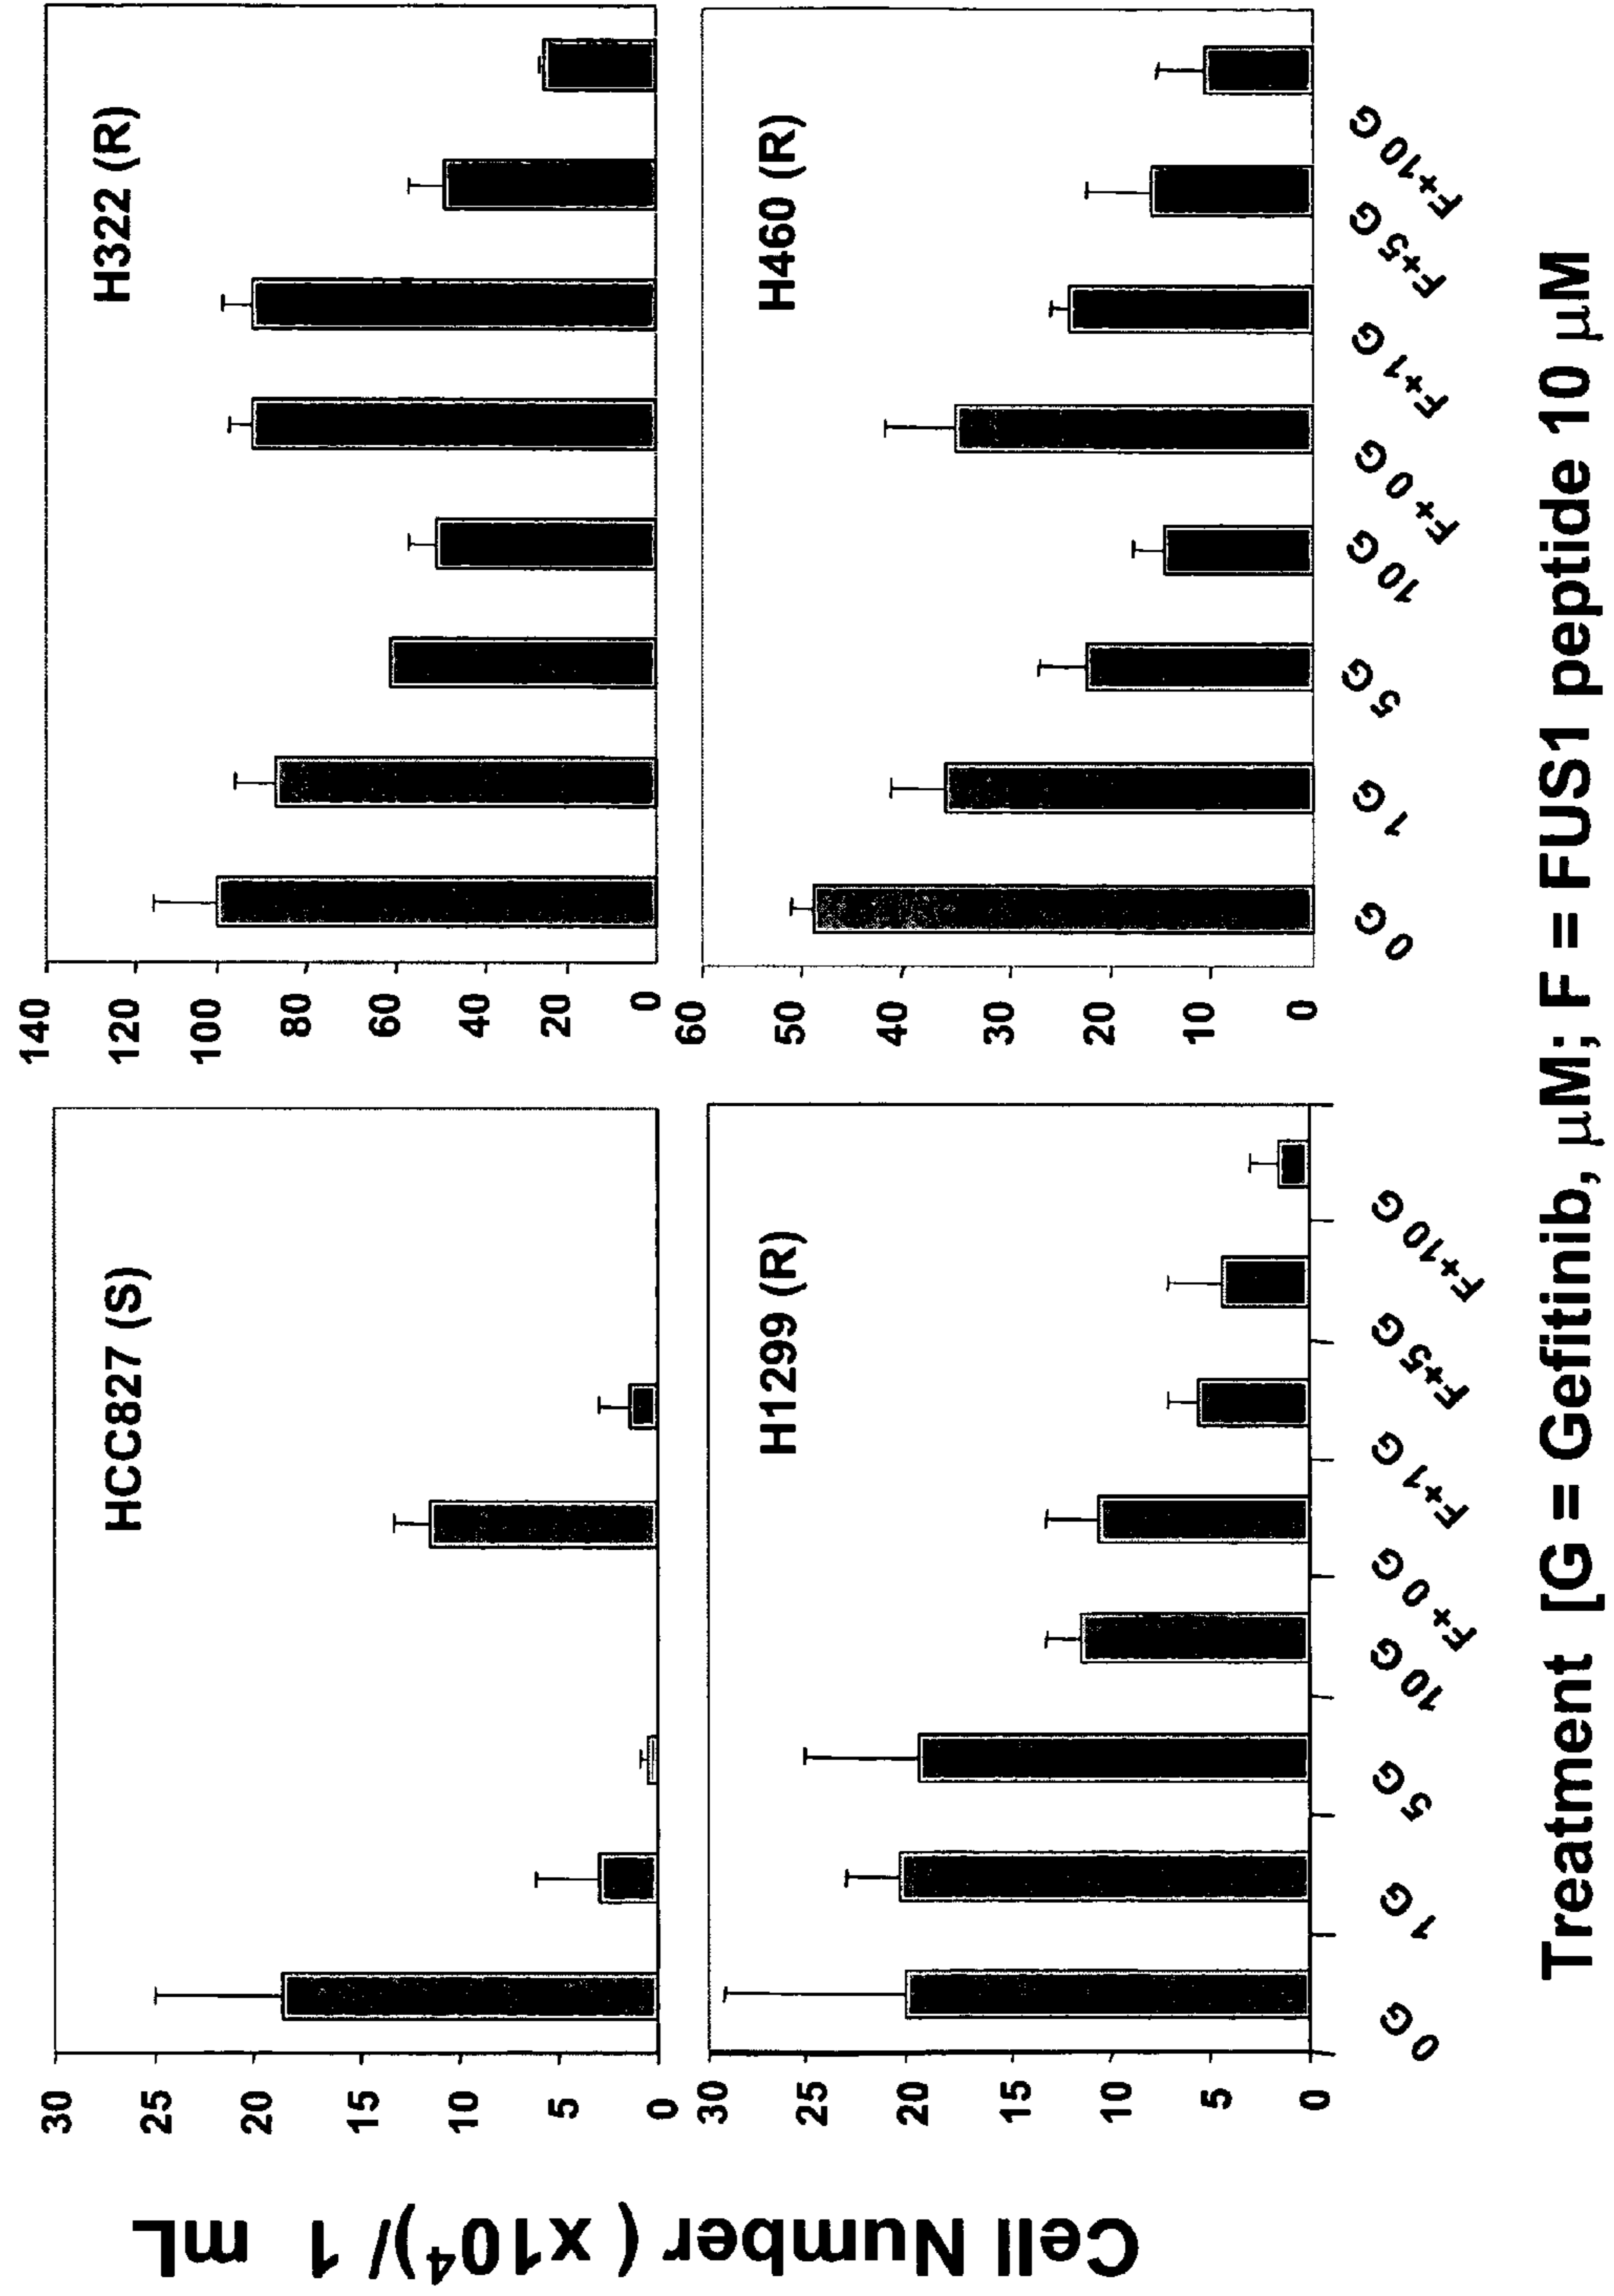 Cell Number ( x10⁴)/ 1 mL
HCC827 (S)
30
25
20
15
10
5
0
H322 (R)
140
120
100
80
60
40
20
0
H1299 (R)
30
25
20
15
10
5
0
0 G
1 G
5 G
10 G
F+ 0 G
F+1 G
F+5 G
F+10 G
H460 (R)
60
50
40
30
20
10
0
0 G
1 G
5 G
10 G
F+ 0 G
F+1 G
F+5 G
F+10 G
Treatment [G = Gefitinib, μM; F = FUS1 peptide 10 μM